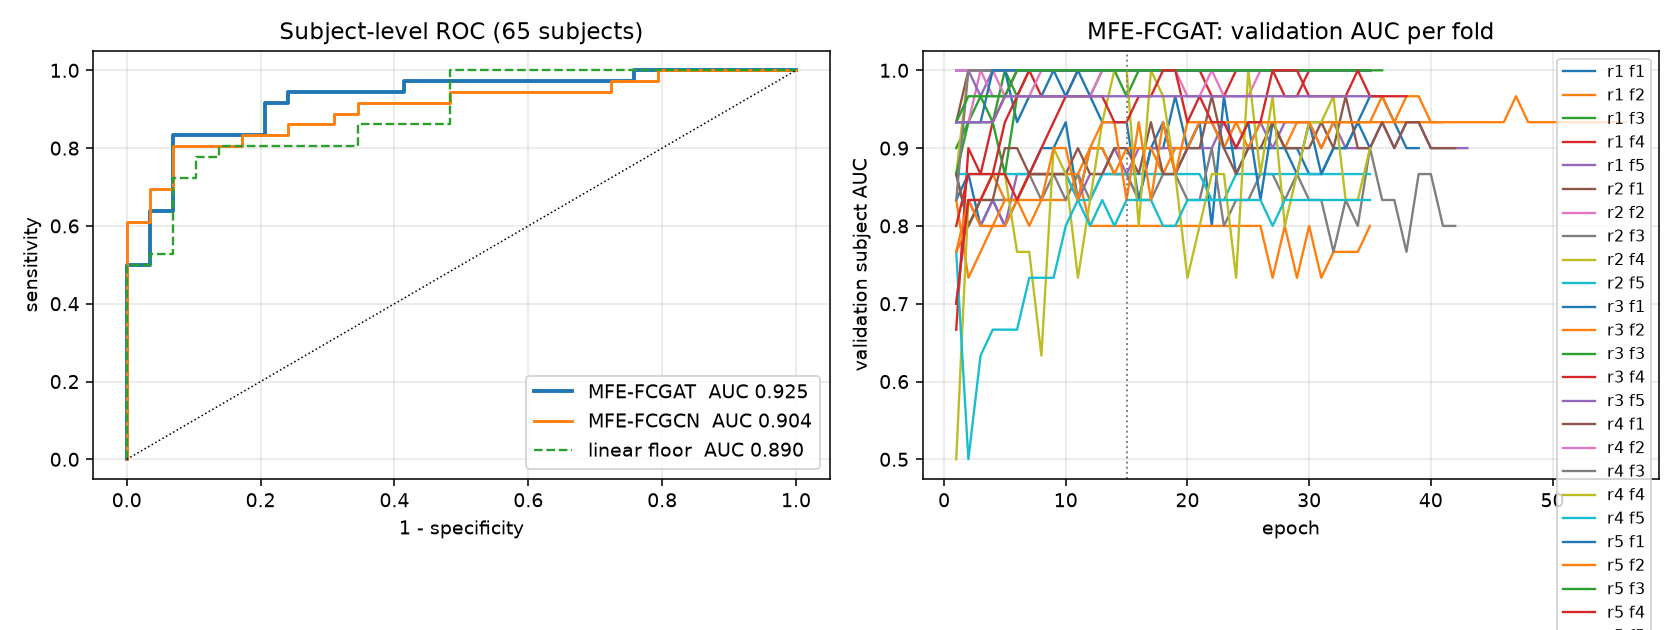 Subject-level ROC (65 subjects)
sensitivity
1.0
0.8
0.6
0.4
0.2
0.0
MFE-FCGAT AUC 0.925
MFE-FCGCN AUC 0.904
linear floor AUC 0.890
0.0 0.2 0.4 0.6 0.8 1.0
1 - specificity
MFE-FCGAT: validation AUC per fold
validation subject AUC
1.0
0.9
0.8
0.7
0.6
0.5
0 10 20 30 40 50
epoch
r1 f1
r1 f2
r1 f3
r1 f4
r1 f5
r2 f1
r2 f2
r2 f3
r2 f4
r2 f5
r3 f1
r3 f2
r3 f3
r3 f4
r3 f5
r4 f1
r4 f2
r4 f3
r4 f4
r4 f5
r5 f1
r5 f2
r5 f3
r5 f4